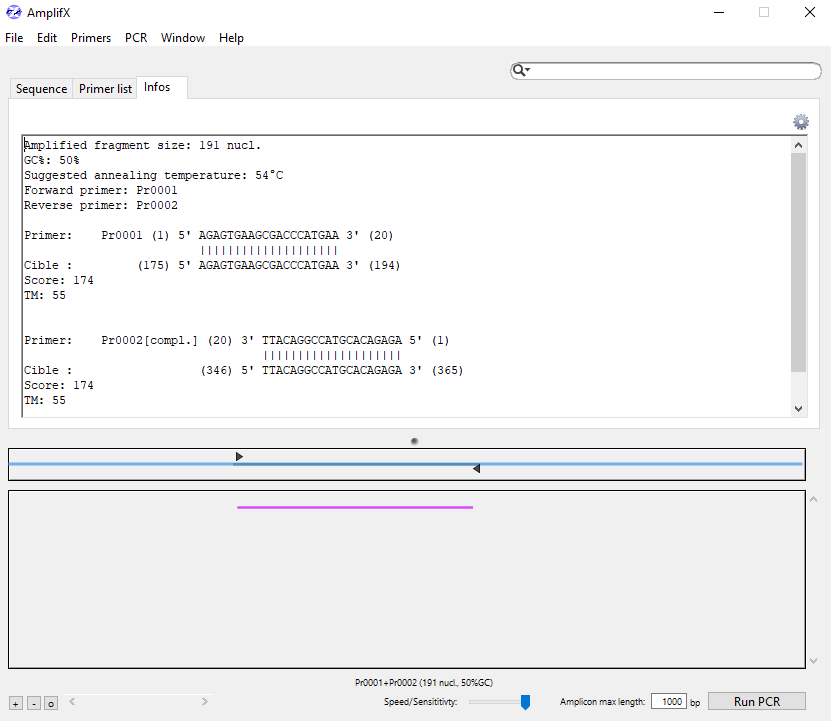 AmplifX
File Edit Primers PCR Window Help
Sequence Primer list Infos
Amplified fragment size: 191 nucl.
GC%: 50%
Suggested annealing temperature: 54°C
Forward primer: Pr0001
Reverse primer: Pr0002
Primer: Pr0001 (1) 5' AGAGTGAAGCGACCCATGAA 3' (20)
||||||||||||||||||||
Cible : (175) 5' AGAGTGAAGCGACCCATGAA 3' (194)
Score: 174
TM: 55
Primer: Pr0002[compl.] (20) 3' TTACAGGCCATGCACAGAGA 5' (1)
||||||||||||||||||||
Cible : (346) 5' TTACAGGCCATGCACAGAGA 3' (365)
Score: 174
TM: 55
Pr0001+Pr0002 (191 nucl., 50%GC)
+ - o Speed/Sensititivty: Amplicon max length: 1000 bp Run PCR